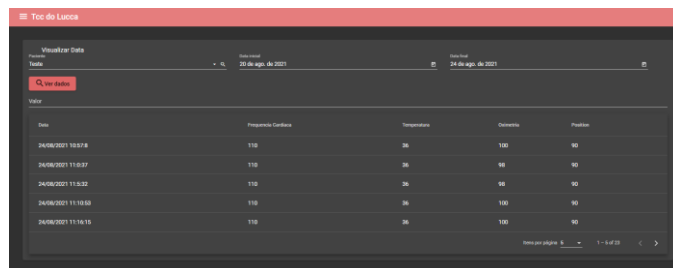 Tcc do Lucca
Visualizar Data
Paciente Data inicial Data final
Teste 20 de ago. de 2021 24 de ago. de 2021
Ver dados
Valor
Data Frequencia Cardiaca Temperatura Oximetria Position
24/08/2021 10:57:8 110 36 100 90
24/08/2021 11:0:37 110 36 98 90
24/08/2021 11:5:32 110 36 98 90
24/08/2021 11:10:53 110 36 100 90
24/08/2021 11:16:15 110 36 100 90
Itens por página 5 1 – 5 of 23